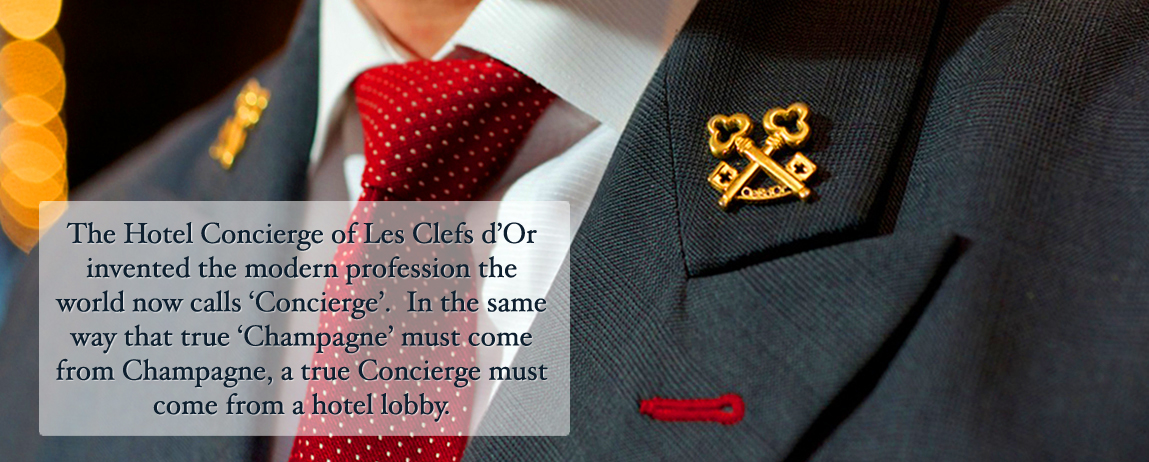 The Hotel Concierge of Les Clefs d’Or
invented the modern profession the
world now calls ‘Concierge’.  In the same
way that true ‘Champagne’ must come
from Champagne, a true Concierge must
come from a hotel lobby.